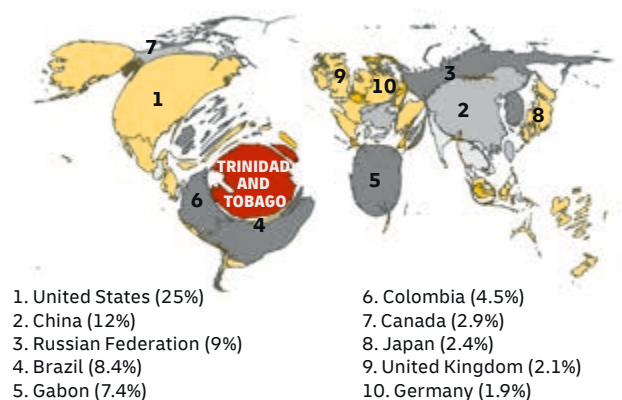 7
9
3
10
1
2
8
TRINIDAD
AND
TOBAGO
5
6
4
1. United States (25%)
2. China (12%)
3. Russian Federation (9%)
4. Brazil (8.4%)
5. Gabon (7.4%)
6. Colombia (4.5%)
7. Canada (2.9%)
8. Japan (2.4%)
9. United Kingdom (2.1%)
10. Germany (1.9%)